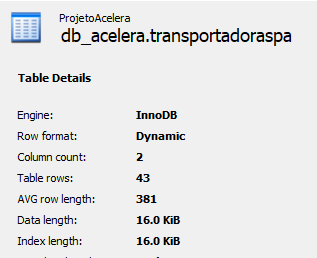 ProjetoAcelera
db_acelera.transportadoraspa
Table Details
Engine: InnoDB
Row format: Dynamic
Column count: 2
Table rows: 43
AVG row length: 381
Data length: 16.0 KiB
Index length: 16.0 KiB